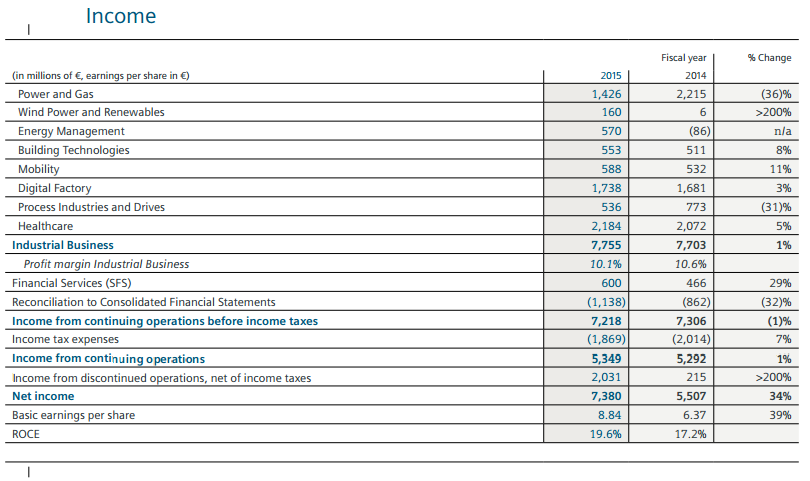 Income
Fiscal year % Change
(in millions of €, earnings per share in €) 2015 2014
Power and Gas 1,426 2,215 (36)%
Wind Power and Renewables 160 6 >200%
Energy Management 570 (86) n/a
Building Technologies 553 511 8%
Mobility 588 532 11%
Digital Factory 1,738 1,681 3%
Process Industries and Drives 536 773 (31)%
Healthcare 2,184 2,072 5%
Industrial Business 7,755 7,703 1%
Profit margin Industrial Business 10.1% 10.6%
Financial Services (SFS) 600 466 29%
Reconciliation to Consolidated Financial Statements (1,138) (862) (32)%
Income from continuing operations before income taxes 7,218 7,306 (1)%
Income tax expenses (1,869) (2,014) 7%
Income from continuing operations 5,349 5,292 1%
Income from discontinued operations, net of income taxes 2,031 215 >200%
Net income 7,380 5,507 34%
Basic earnings per share 8.84 6.37 39%
ROCE 19.6% 17.2%